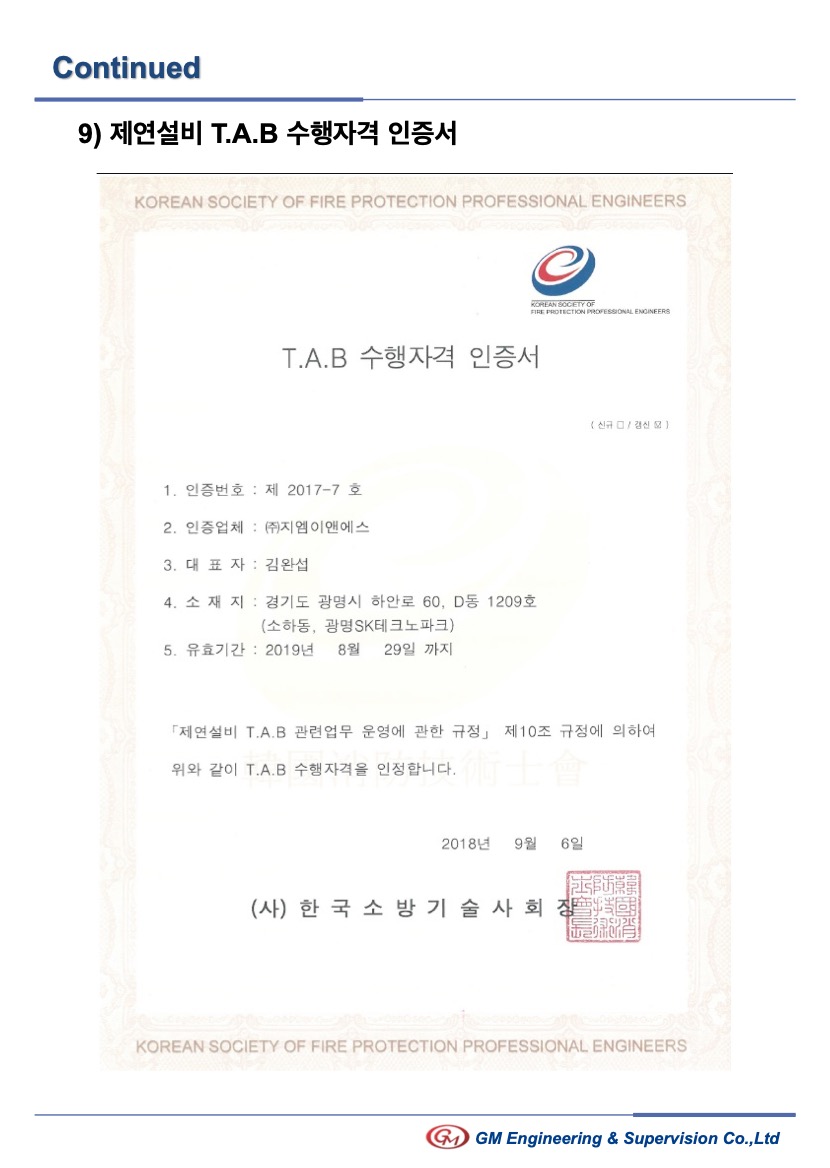 Continued
9) 제연설비 T.A.B 수행자격 인증서
KOREAN SOCIETY OF FIRE PROTECTION PROFESSIONAL ENGINEERS
KOREAN SOCIETY OF
FIRE PROTECTION PROFESSIONAL ENGINEERS
T.A.B 수행자격 인증서
( 신규 □ / 갱신 ☒ )
1. 인증번호 : 제 2017-7 호
2. 인증업체 : ㈜지엠이앤에스
3. 대 표 자 : 김완섭
4. 소 재 지 : 경기도 광명시 하안로 60, D동 1209호
(소하동, 광명SK테크노파크)
5. 유효기간 : 2019년 8월 29일 까지
「제연설비 T.A.B 관련업무 운영에 관한 규정」 제10조 규정에 의하여
위와 같이 T.A.B 수행자격을 인정합니다.
韓國消防技術士會
2018년 9월 6일
(사) 한국소방기술사회장
韓國消防技術士會長
KOREAN SOCIETY OF FIRE PROTECTION PROFESSIONAL ENGINEERS
GM GM Engineering & Supervision Co.,Ltd